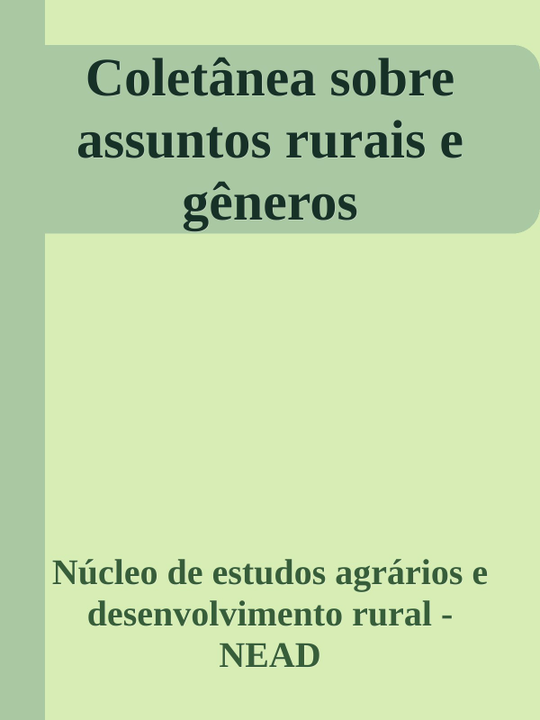 Coletânea sobre
assuntos rurais e
gêneros
Núcleo de estudos agrários e
desenvolvimento rural -
NEAD